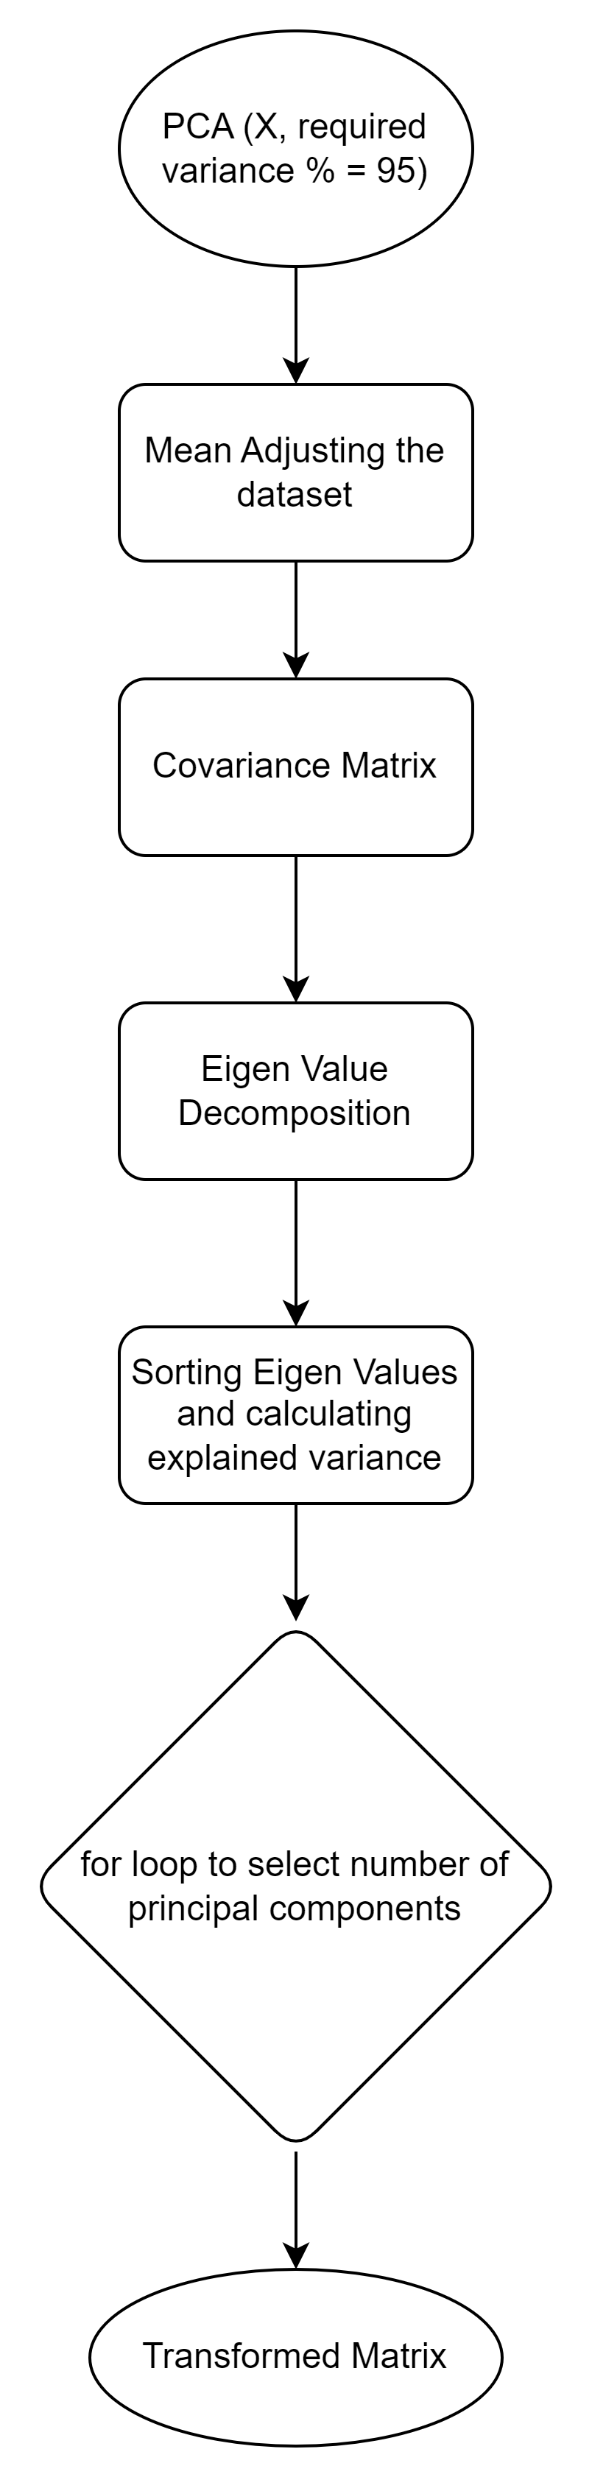 PCA (X, required
variance % = 95)
Mean Adjusting the
dataset
Covariance Matrix
Eigen Value
Decomposition
Sorting Eigen Values
and calculating
explained variance
for loop to select number of
principal components
Transformed Matrix